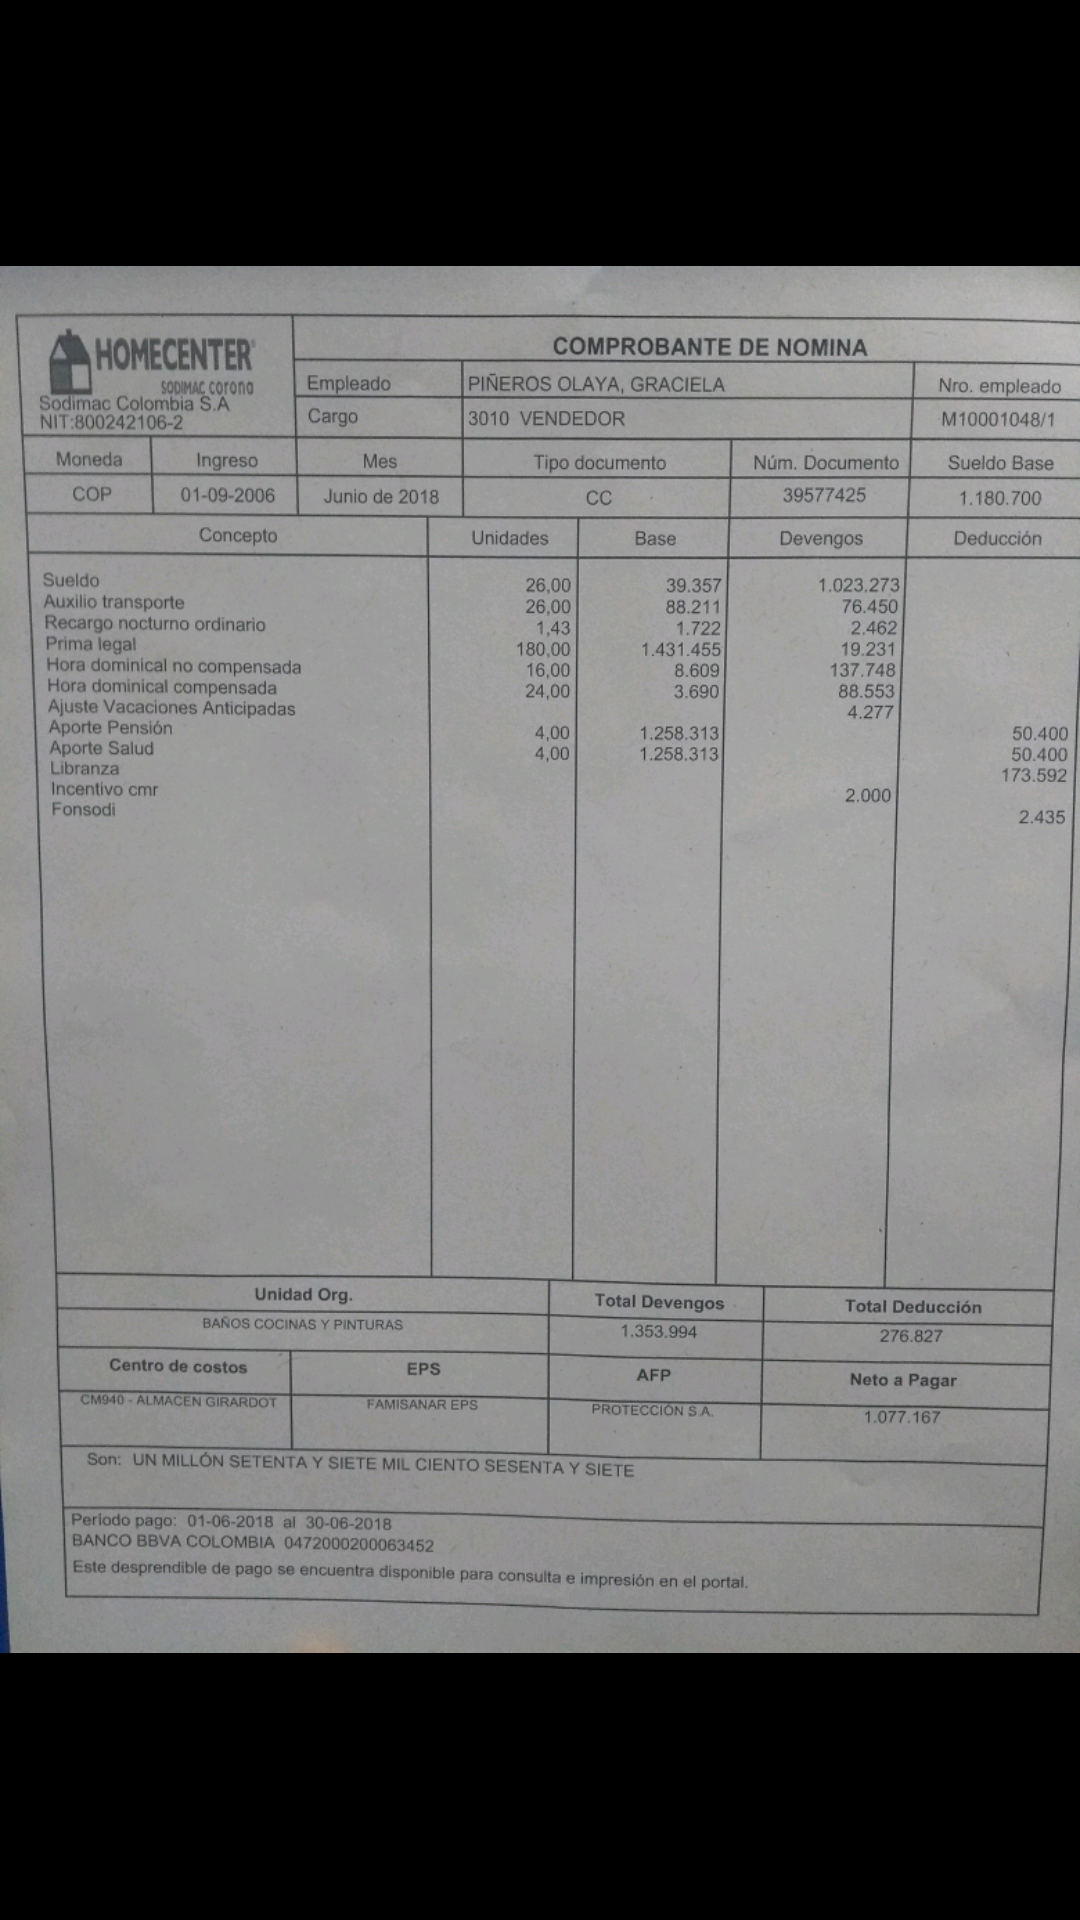 HOMECENTER
SODIMAC corona
Sodimac Colombia S.A
NIT:800242106-2
COMPROBANTE DE NOMINA
Empleado PIÑEROS OLAYA, GRACIELA Nro. empleado
Cargo 3010 VENDEDOR M10001048/1
Moneda Ingreso Mes Tipo documento Núm. Documento Sueldo Base
COP 01-09-2006 Junio de 2018 CC 39577425 1.180.700
Concepto Unidades Base Devengos Deducción
Sueldo 26,00 39.357 1.023.273
Auxilio transporte 26,00 88.211 76.450
Recargo nocturno ordinario 1,43 1.722 2.462
Prima legal 180,00 1.431.455 19.231
Hora dominical no compensada 16,00 8.609 137.748
Hora dominical compensada 24,00 3.690 88.553
Ajuste Vacaciones Anticipadas 4.277
Aporte Pensión 4,00 1.258.313 50.400
Aporte Salud 4,00 1.258.313 50.400
Libranza 173.592
Incentivo cmr 2.000
Fonsodi 2.435
Unidad Org. Total Devengos Total Deducción
BAÑOS COCINAS Y PINTURAS 1.353.994 276.827
Centro de costos EPS AFP Neto a Pagar
CM940 - ALMACEN GIRARDOT FAMISANAR EPS PROTECCIÓN S.A. 1.077.167
Son: UN MILLÓN SETENTA Y SIETE MIL CIENTO SESENTA Y SIETE
Periodo pago: 01-06-2018 al 30-06-2018
BANCO BBVA COLOMBIA 0472000200063452
Este desprendible de pago se encuentra disponible para consulta e impresión en el portal.